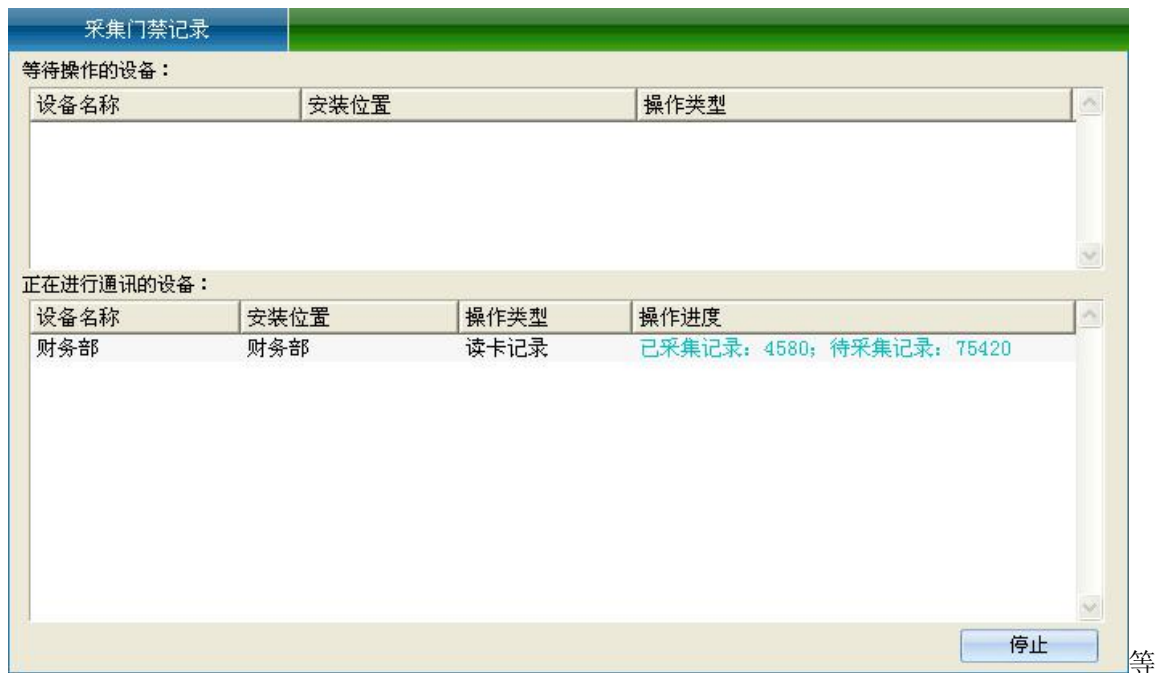 采集门禁记录
等待操作的设备：
设备名称 安装位置 操作类型
正在进行通讯的设备：
设备名称 安装位置 操作类型 操作进度
财务部 财务部 读卡记录 已采集记录：4580；待采集记录：75420
停止
等